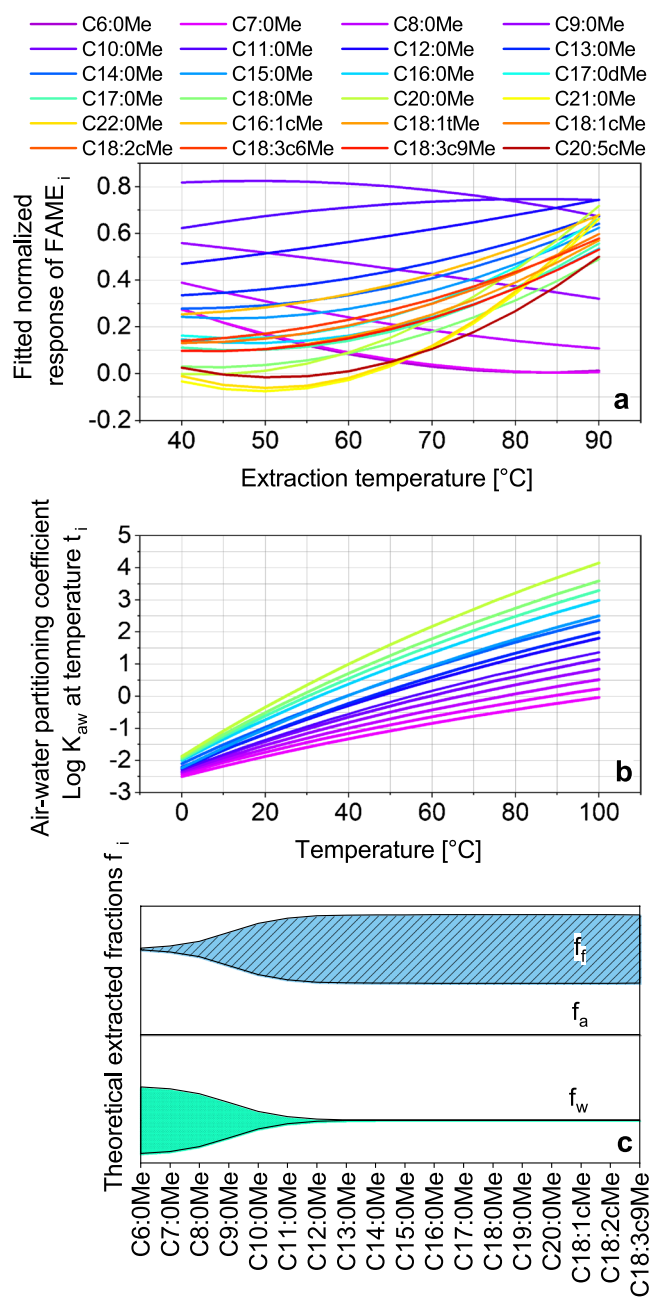 C6:0Me C7:0Me C8:0Me C9:0Me
C10:0Me C11:0Me C12:0Me C13:0Me
C14:0Me C15:0Me C16:0Me C17:0dMe
C17:0Me C18:0Me C20:0Me C21:0Me
C22:0Me C16:1cMe C18:1tMe C18:1cMe
C18:2cMe C18:3c6Me C18:3c9Me C20:5cMe
Fitted normalized
response of FAME i
0.8
0.6
0.4
0.2
0.0
-0.2
a
40 50 60 70 80 90
Extraction temperature [°C]
Air-water partitioning coefficient
Log Kaw at temperature t i
5
4
3
2
1
0
-1
-2
-3
b
0 20 40 60 80 100
Temperature [°C]
Theoretical extracted fractions f i
ff
fa
fw
c
C6:0Me
C7:0Me
C8:0Me
C9:0Me
C10:0Me
C11:0Me
C12:0Me
C13:0Me
C14:0Me
C15:0Me
C16:0Me
C17:0Me
C18:0Me
C19:0Me
C20:0Me
C18:1cMe
C18:2cMe
C18:3c9Me